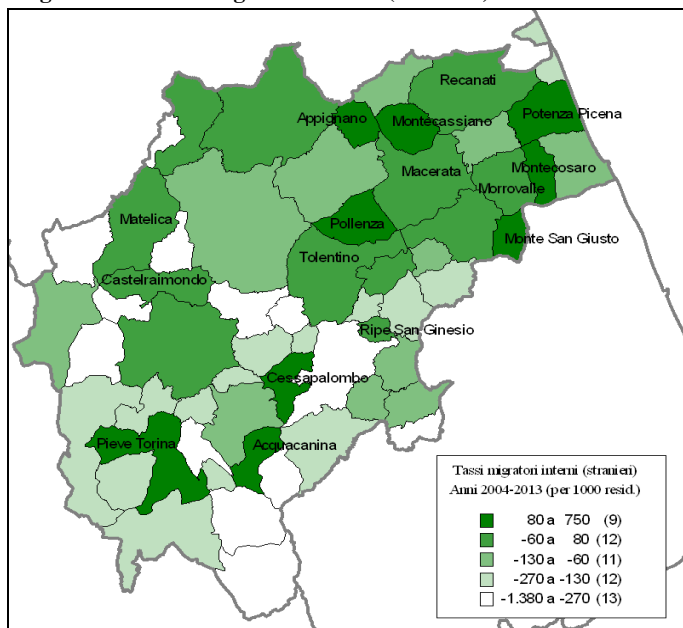 Recanati
Appignano
Montecassiano
Potenza Picena
Macerata
Montecosaro
Morrovalle
Matelica
Pollenza
Monte San Giusto
Tolentino
Castelraimondo
Ripe San Ginesio
Cessapalombo
Pieve Torina
Acquacanina
Tassi migratori interni (stranieri)
Anni 2004-2013 (per 1000 resid.)
80 a 750 (9)
-60 a 80 (12)
-130 a -60 (11)
-270 a -130 (12)
-1.380 a -270 (13)